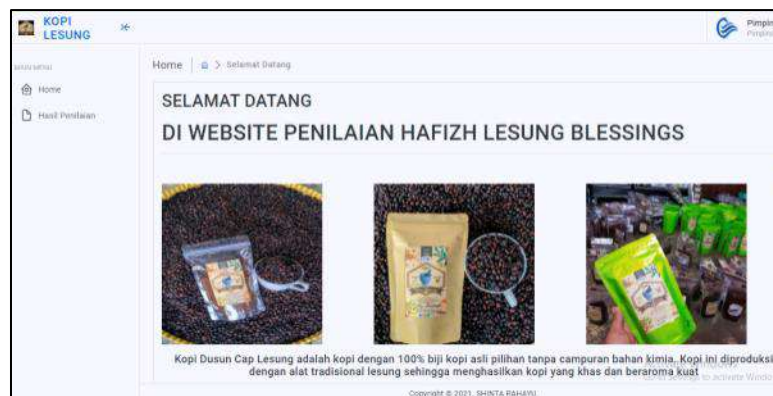 KOPI
LESUNG
Home
Hasil Penilaian
Home > Selamat Datang
SELAMAT DATANG
DI WEBSITE PENILAIAN HAFIZH LESUNG BLESSINGS
Kopi Dusun Cap Lesung adalah kopi dengan 100% biji kopi asli pilihan tanpa campuran bahan kimia. Kopi ini diproduksi
dengan alat tradisional lesung sehingga menghasilkan kopi yang khas dan beraroma kuat
Copyright © 2021. SHINTA RAHAYU